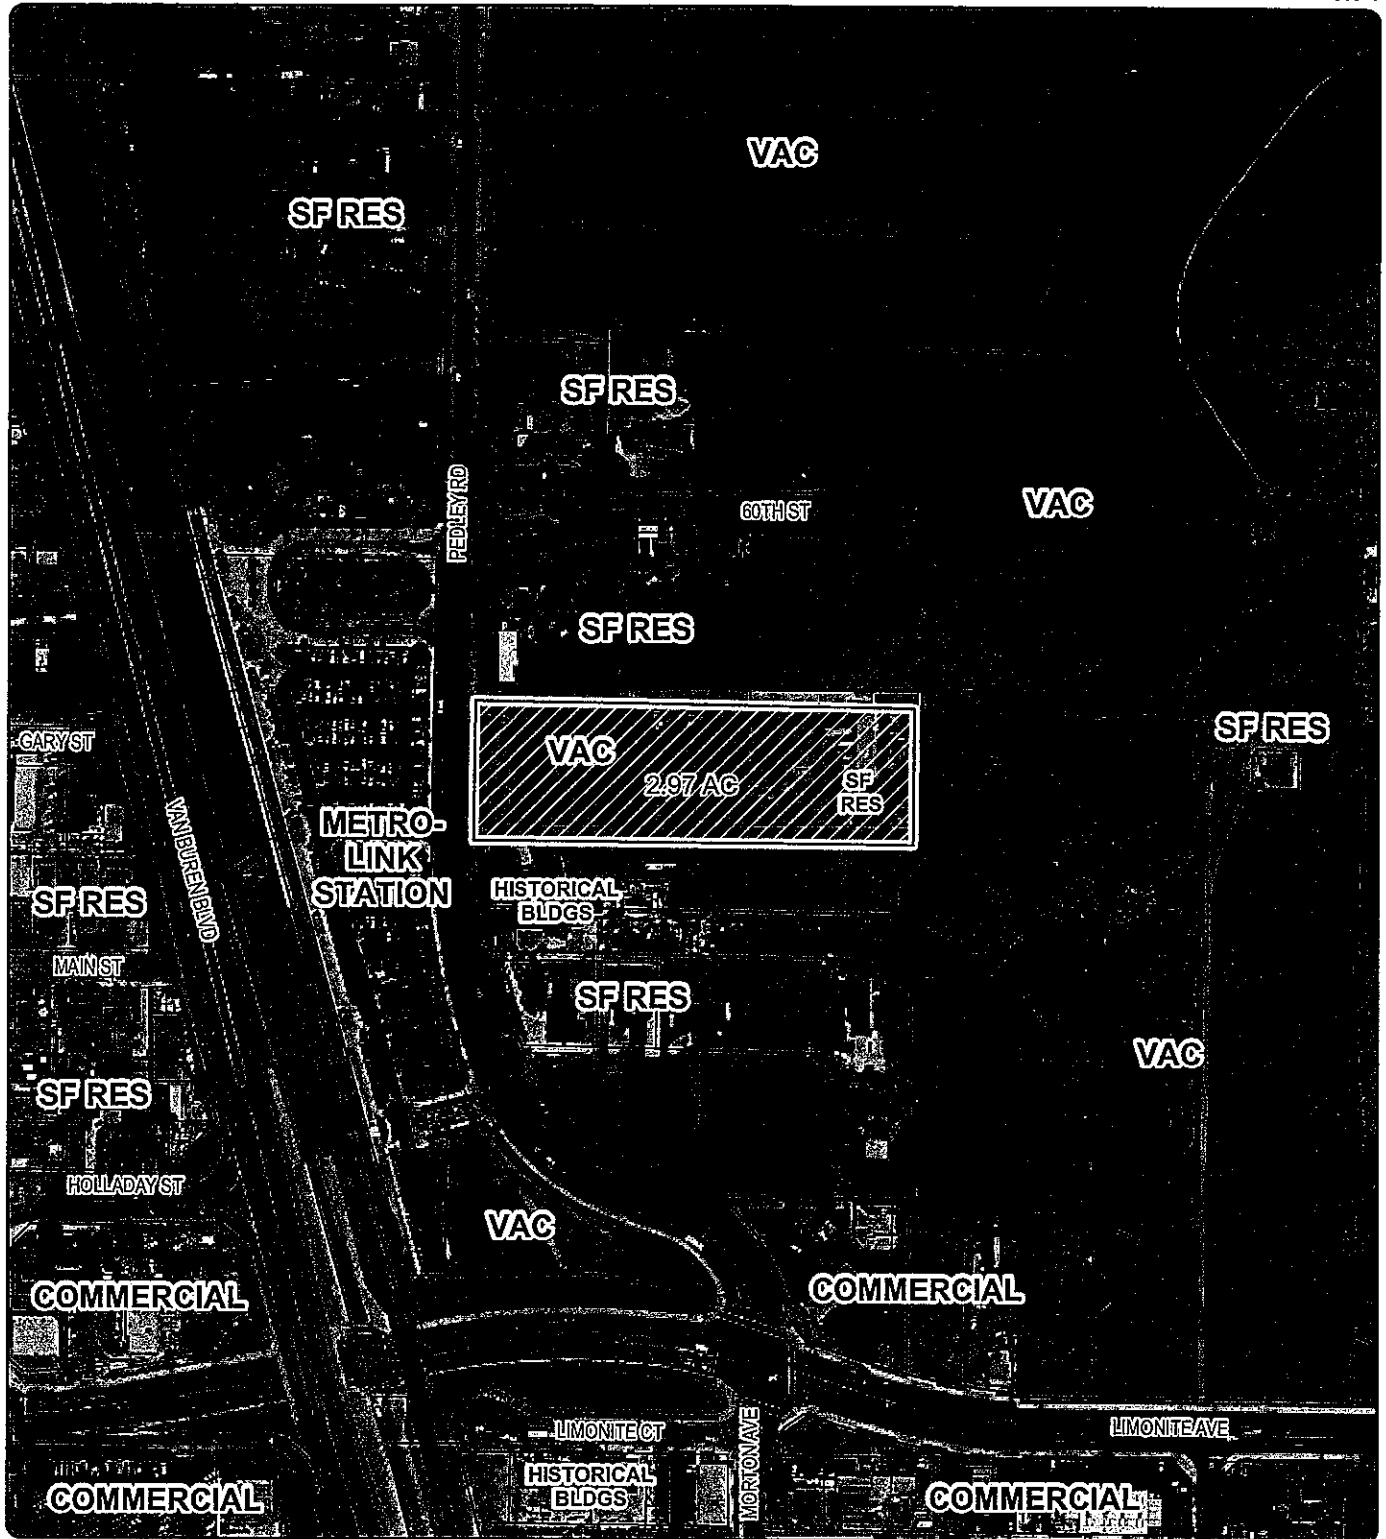 VAC
SF RES
SF RES
PEDLEY RD
60TH ST
VAC
SF RES
GARY ST
VAC
2.97 AC
SF
RES
SF RES
METRO-
LINK
STATION
VAN BUREN BLVD
SF RES
HISTORICAL
BLDGS
MAIN ST
SF RES
VAC
SF RES
HOLLADAY ST
VAC
COMMERCIAL
COMMERCIAL
LIMONITE CT
MORTON AVE
LIMONITE AVE
HISTORICAL
BLDGS
COMMERCIAL
COMMERCIAL